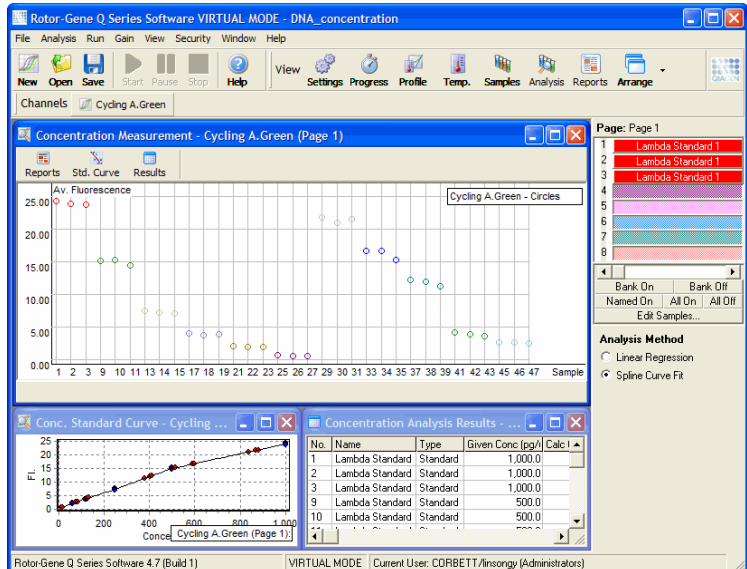 Rotor-Gene Q Series Software VIRTUAL MODE - DNA_concentration
File Analysis Run Gain View Security Window Help
New Open Save Start Pause Stop Help View Settings Progress Profile Temp. Samples Analysis Reports Arrange
QIAGEN
Channels Cycling A.Green
Concentration Measurement - Cycling A.Green (Page 1)
Reports Std. Curve Results
Av. Fluorescence
Cycling A.Green - Circles
25.00
20.00
15.00
10.00
5.00
0.00
1 2 3 9 10 11 13 14 15 17 18 19 21 22 23 25 26 27 29 30 31 33 34 35 37 38 39 41 42 43 45 46 47 Sample
Page: Page 1
1 Lambda Standard 1
2 Lambda Standard 1
3 Lambda Standard 1
4
5
6
7
8
Bank On Bank Off
Named On All On All Off
Edit Samples...
Analysis Method
Linear Regression
Spline Curve Fit
Conc. Standard Curve - Cycling ...
25
20
15
10
5
0
Fl.
0 200 400 600 800 1,000
Conce
Cycling A.Green (Page 1):
Concentration Analysis Results - ...
No. Name Type Given Conc (pg/ Calc
1 Lambda Standard Standard 1,000.0
2 Lambda Standard Standard 1,000.0
3 Lambda Standard Standard 1,000.0
9 Lambda Standard Standard 500.0
10 Lambda Standard Standard 500.0
Rotor-Gene Q Series Software 4.7 (Build 1) VIRTUAL MODE Current User: CORBETT/linsongy (Administrators)